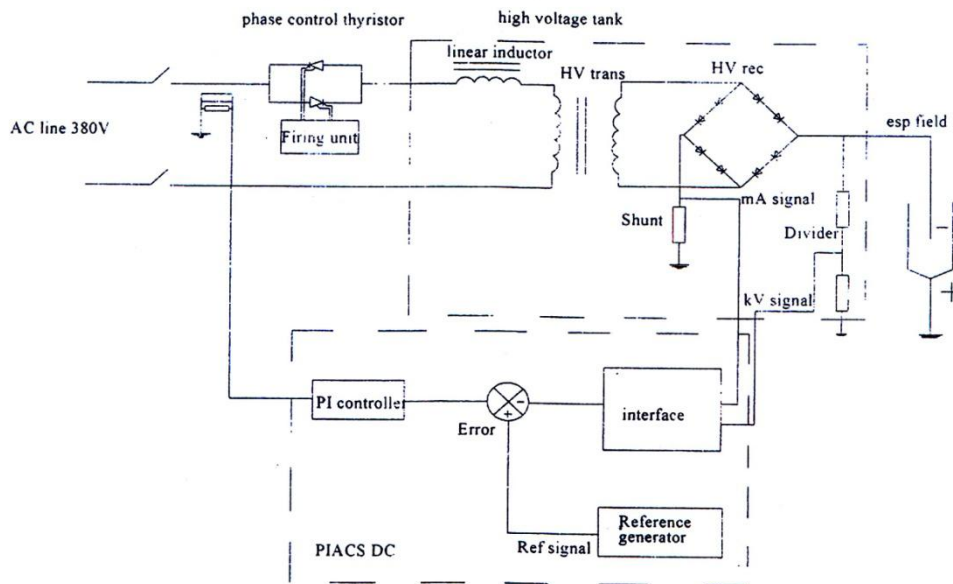 phase control thyristor
high voltage tank
linear inductor
HV trans
HV rec
AC line 380V
Firing unit
esp field
mA signal
Shunt
Divider
kV signal
PI controller
Error
interface
Reference
generator
Ref signal
PIACS DC